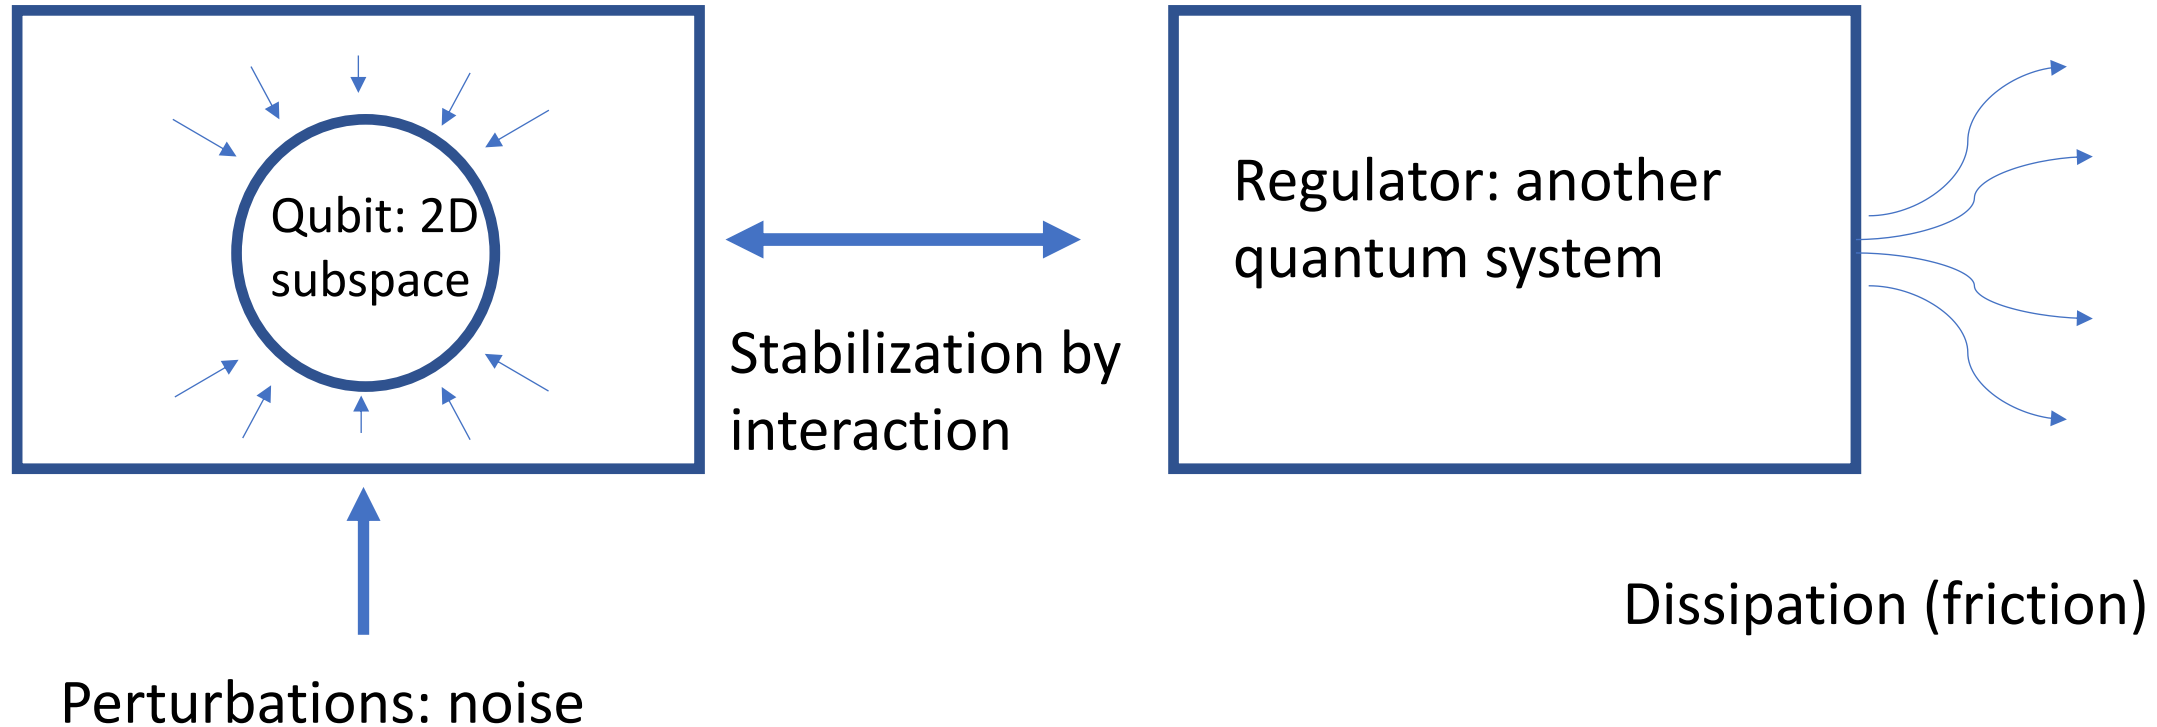 Qubit: 2D
subspace
Stabilization by
interaction
Regulator: another
quantum system
Dissipation (friction)
Perturbations: noise